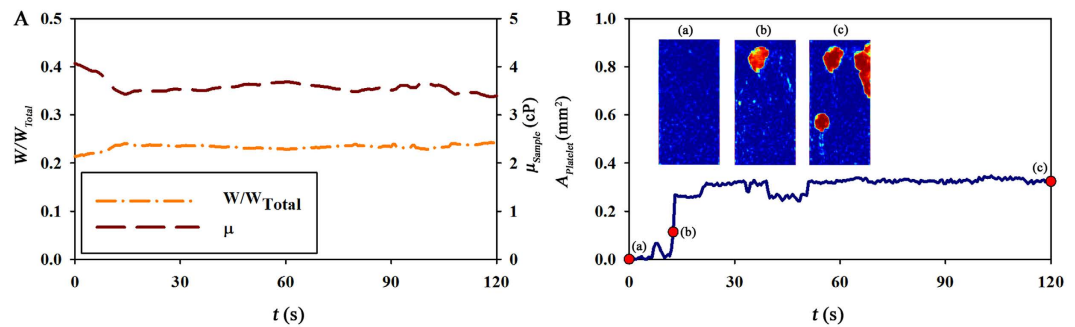 A
0.5
0.4
0.3
0.2
0.1
0.0
W/W_Total
5
4
3
2
1
0
μ_Sample (cP)
W/W_Total
μ
0 30 60 90 120
t (s)
B
1.0
0.8
0.6
0.4
0.2
0.0
A_Platelet (mm²)
(a) (b) (c)
(a)
(b)
(c)
0 30 60 90 120
t (s)